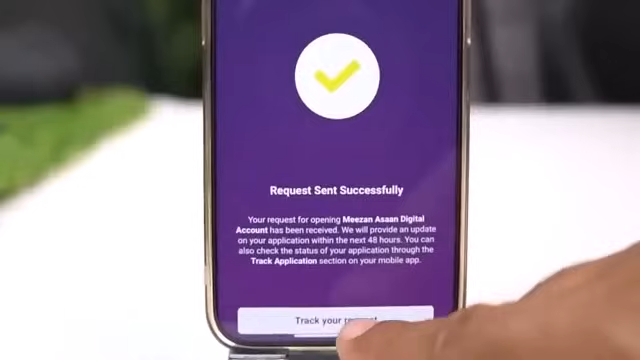 Request Sent Successfully
Your request for opening Meezan Asaan Digital
Account has been received. We will provide an update
on your application within the next 48 hours. You can
also check the status of your application through the
Track Application section on your mobile app.
Track your request